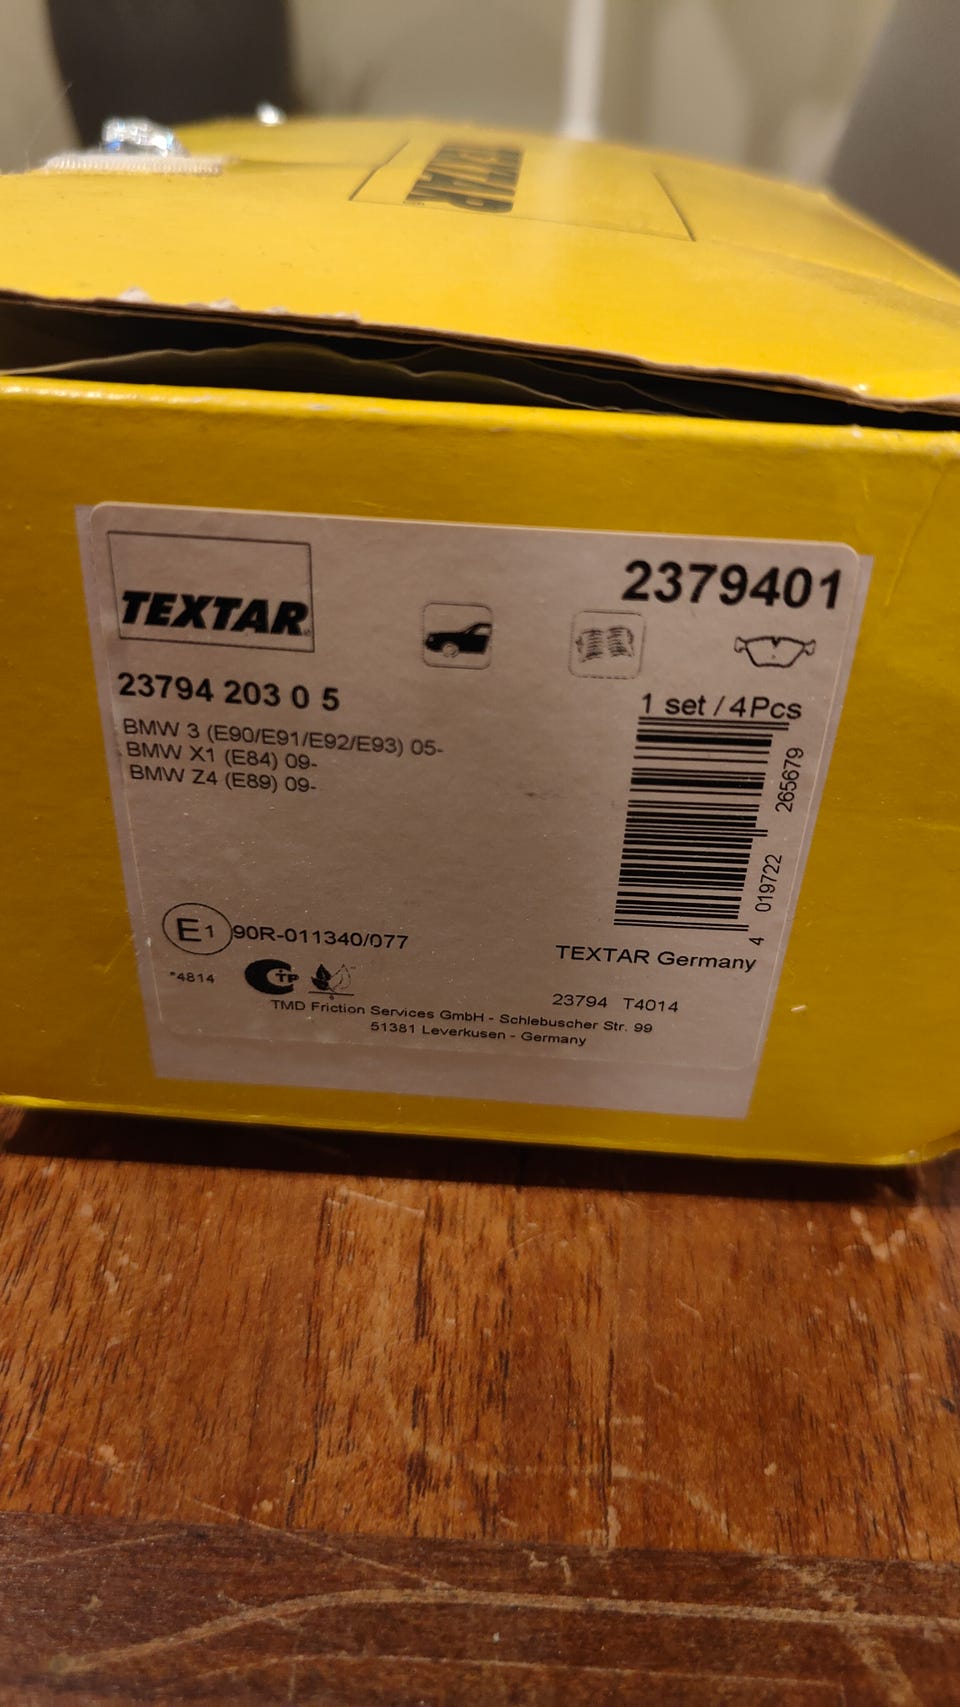 TEXTAR
TEXTAR
2379401
23794 203 0 5
1 set / 4Pcs
BMW 3 (E90/E91/E92/E93) 05-
BMW X1 (E84) 09-
BMW Z4 (E89) 09-
4 019722 265679
E1 90R-011340/077
TEXTAR Germany
*4814
CTP
23794 T4014
TMD Friction Services GmbH - Schlebuscher Str. 99
51381 Leverkusen - Germany